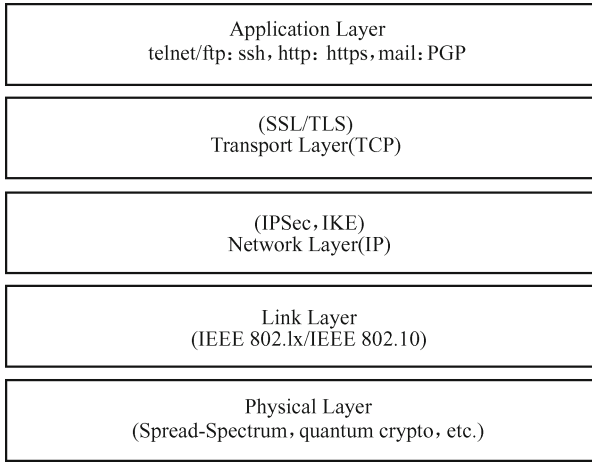 Application Layer
telnet/ftp: ssh, http: https, mail: PGP
(SSL/TLS)
Transport Layer(TCP)
(IPSec, IKE)
Network Layer(IP)
Link Layer
(IEEE 802.lx/IEEE 802.10)
Physical Layer
(Spread-Spectrum, quantum crypto, etc.)